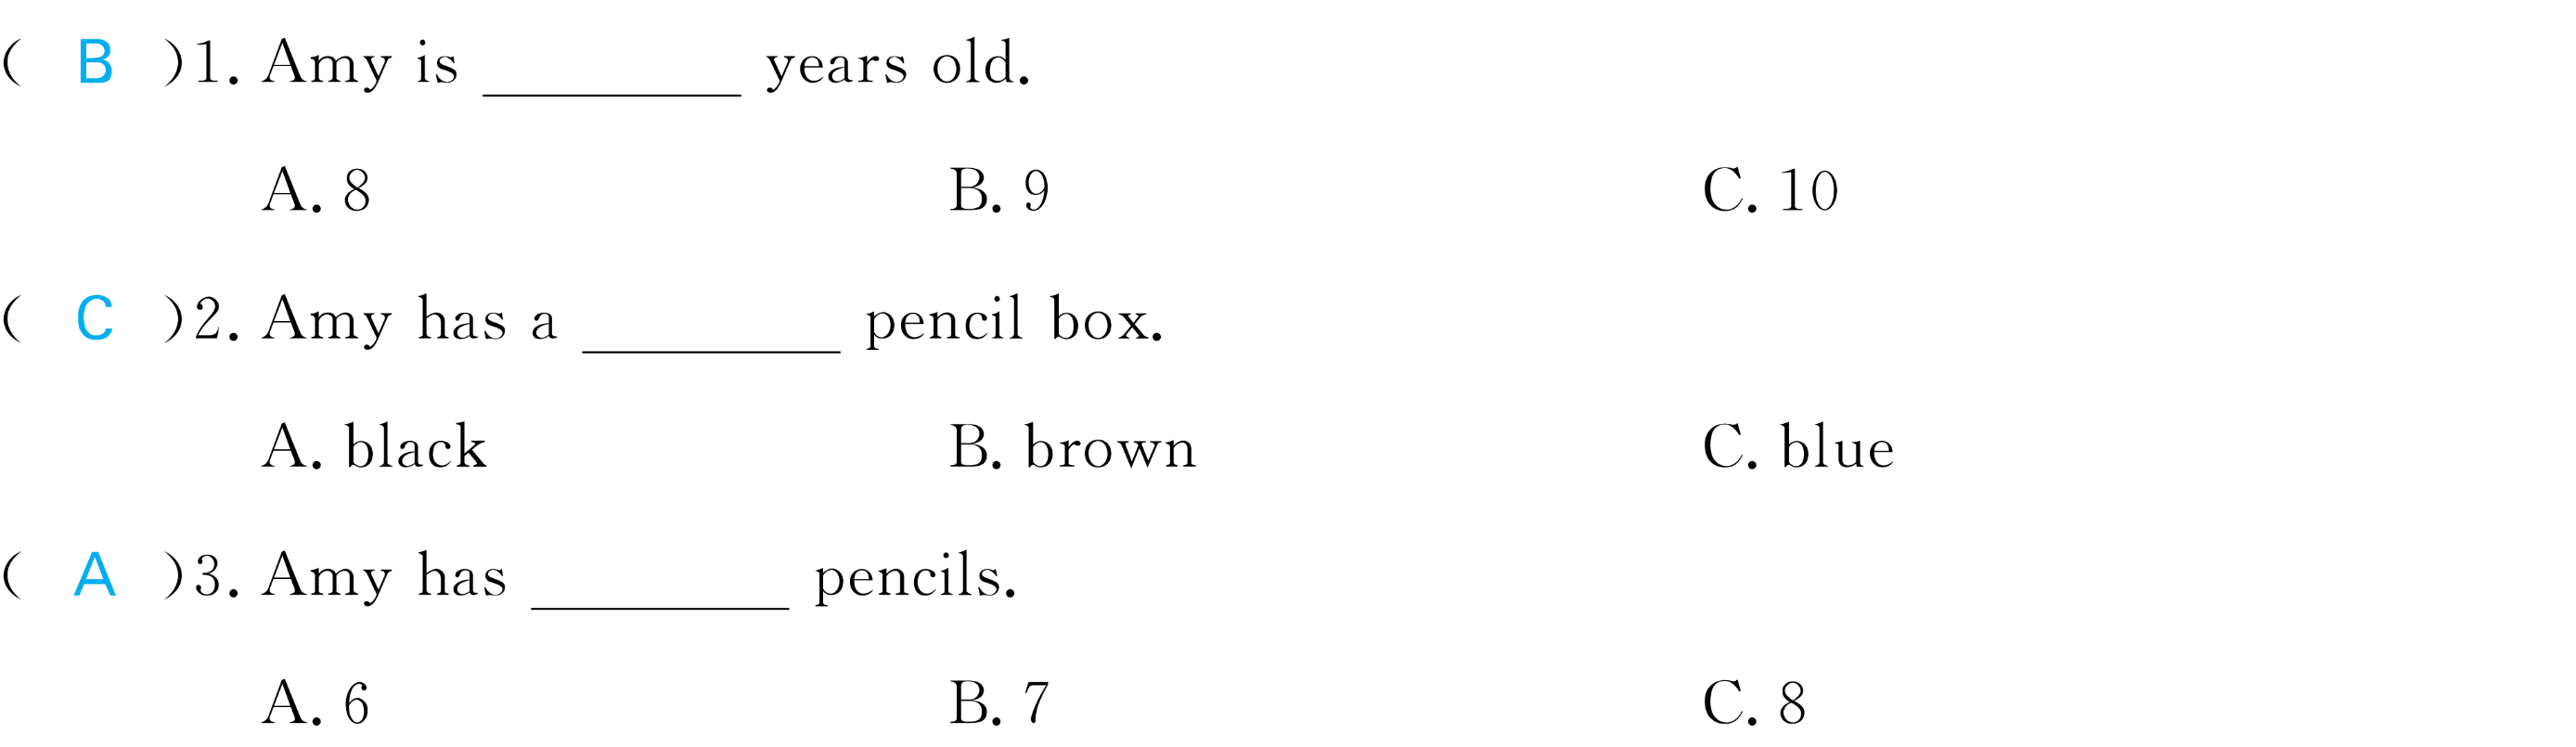 ( B )1. Amy is ________ years old.
A. 8 B. 9 C. 10
( C )2. Amy has a ________ pencil box.
A. black B. brown C. blue
( A )3. Amy has ________ pencils.
A. 6 B. 7 C. 8